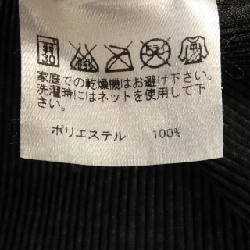 家庭での乾燥機はお避け下さい。
洗濯時にはネットを使用して下
さい。
ポリエステル 100%